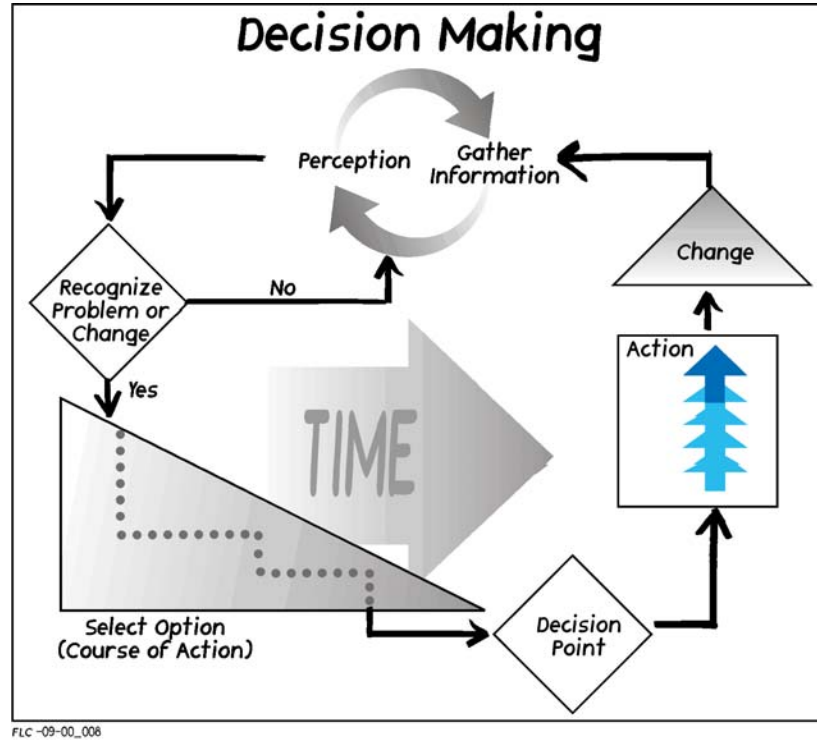 Decision Making
Perception
Gather
Information
Recognize
Problem or
Change
No
Yes
TIME
Change
Action
Select Option
(Course of Action)
Decision
Point
FLC -09-00_008